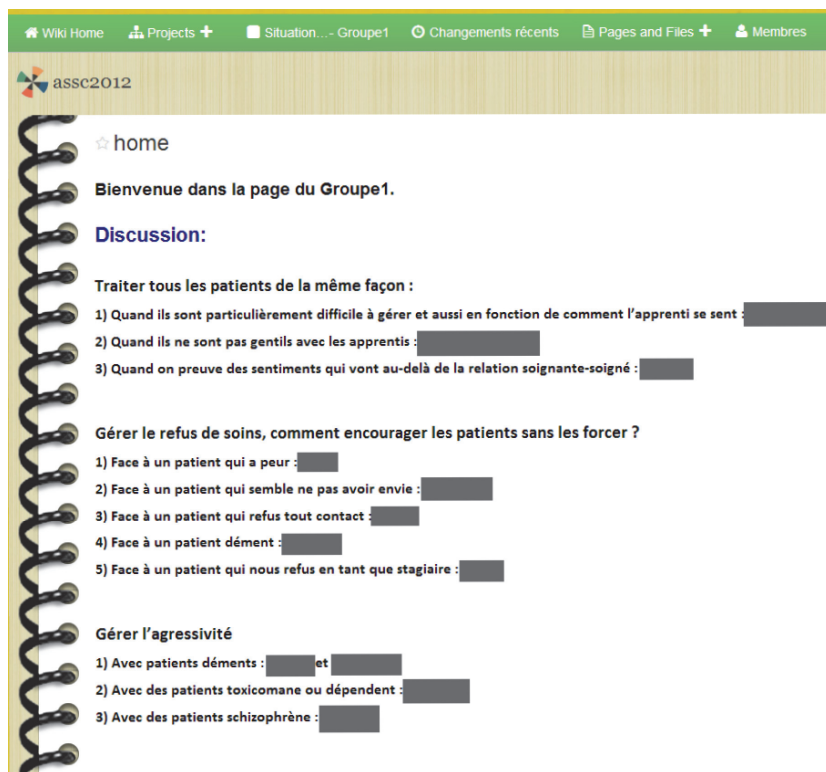 Wiki Home Projects Situation...- Groupe1 Changements récents Pages and Files Membres
assc2012
home
Bienvenue dans la page du Groupe1.
Discussion:
Traiter tous les patients de la même façon :
1) Quand ils sont particulièrement difficile à gérer et aussi en fonction de comment l'apprenti se sent :
2) Quand ils ne sont pas gentils avec les apprentis :
3) Quand on preuve des sentiments qui vont au-delà de la relation soignante-soigné :
Gérer le refus de soins, comment encourager les patients sans les forcer ?
1) Face à un patient qui a peur :
2) Face à un patient qui semble ne pas avoir envie :
3) Face à un patient qui refus tout contact :
4) Face à un patient dément :
5) Face à un patient qui nous refus en tant que stagiaire :
Gérer l'agressivité
1) Avec patients déments : et
2) Avec des patients toxicomane ou dépendent :
3) Avec des patients schizophrène :